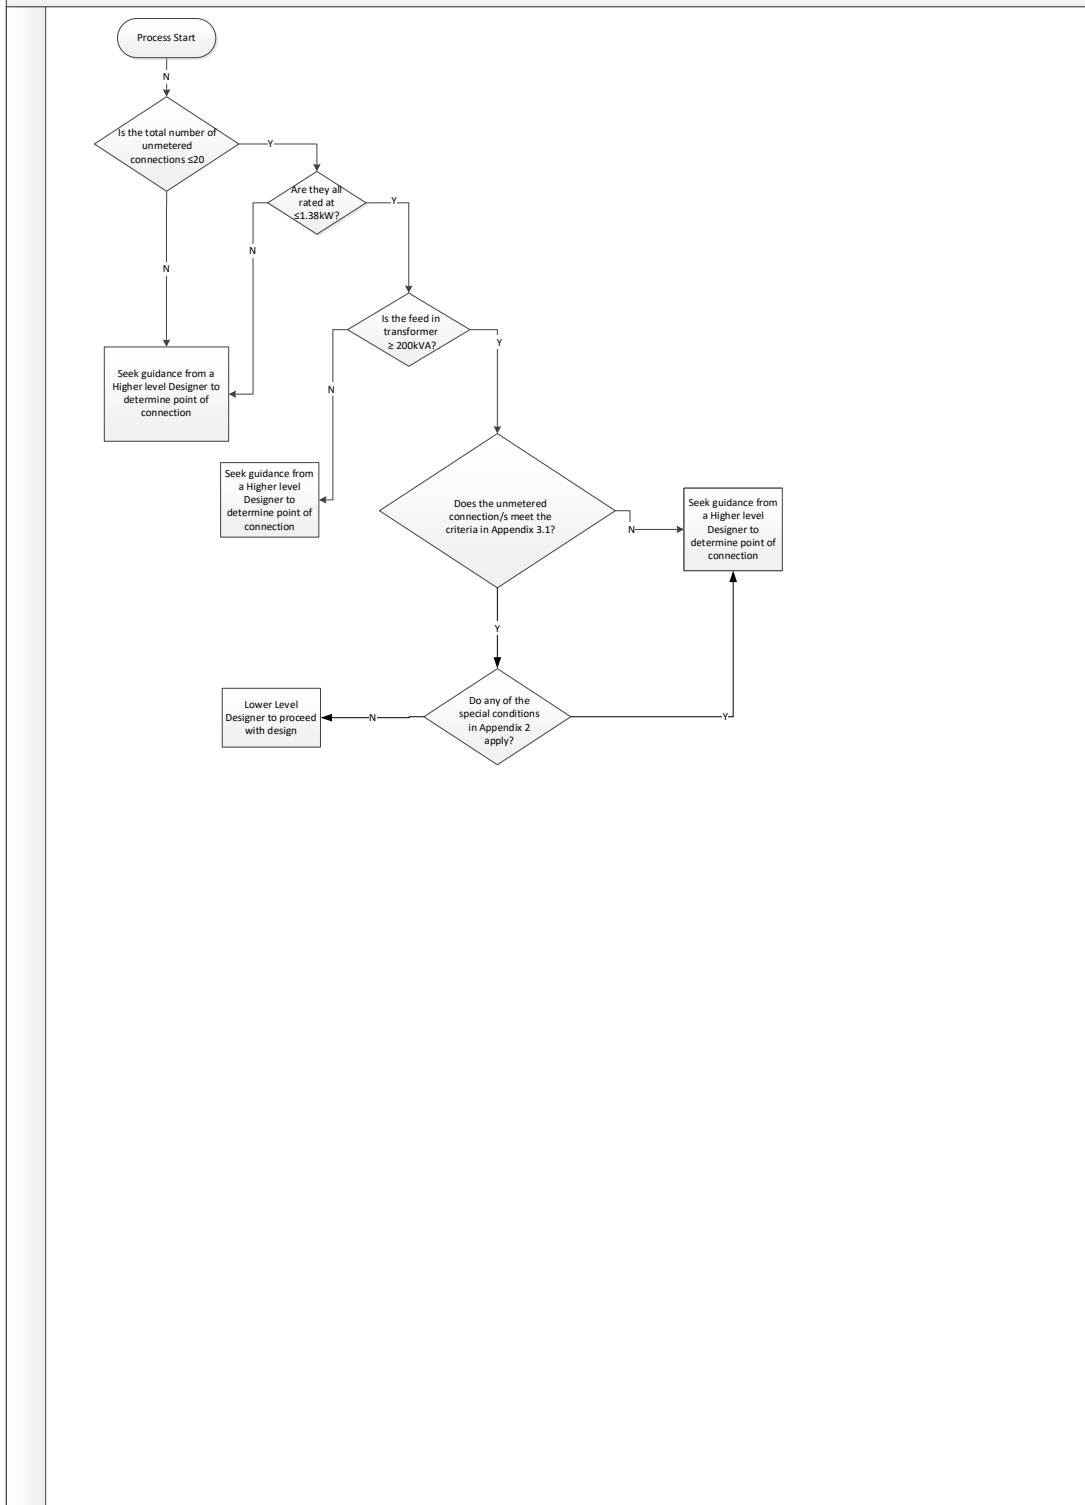 Process Start
N
Is the total number of
unmetered
connections ≤20
Y
Are they all
rated at
≤1.38kW?
Y
N
N
Is the feed in
transformer
≥ 200kVA?
Y
N
Seek guidance from a
Higher level Designer to
determine point of
connection
Seek guidance from
a Higher level
Designer to
determine point of
connection
Does the unmetered
connection/s meet the
criteria in Appendix 3.1?
N
Seek guidance from
a Higher level
Designer to
determine point of
connection
Y
Do any of the
special conditions
in Appendix 2
apply?
N
Y
Lower Level
Designer to proceed
with design